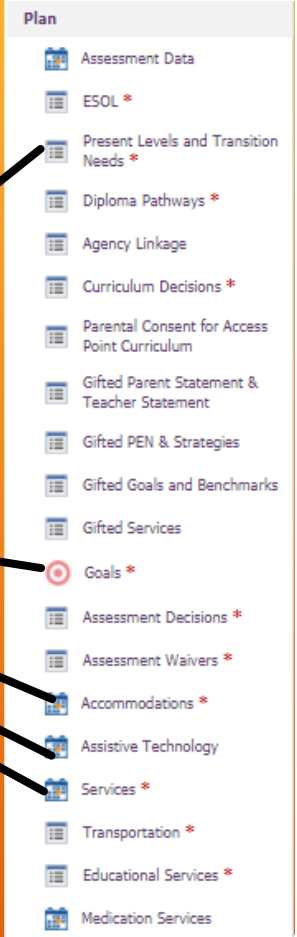 Plan
Assessment Data
ESOL *
Present Levels and Transition
Needs *
Diploma Pathways *
Agency Linkage
Curriculum Decisions *
Parental Consent for Access
Point Curriculum
Gifted Parent Statement &
Teacher Statement
Gifted PEN & Strategies
Gifted Goals and Benchmarks
Gifted Services
Goals *
Assessment Decisions *
Assessment Waivers *
Accommodations *
Assistive Technology
Services *
Transportation *
Educational Services *
Medication Services